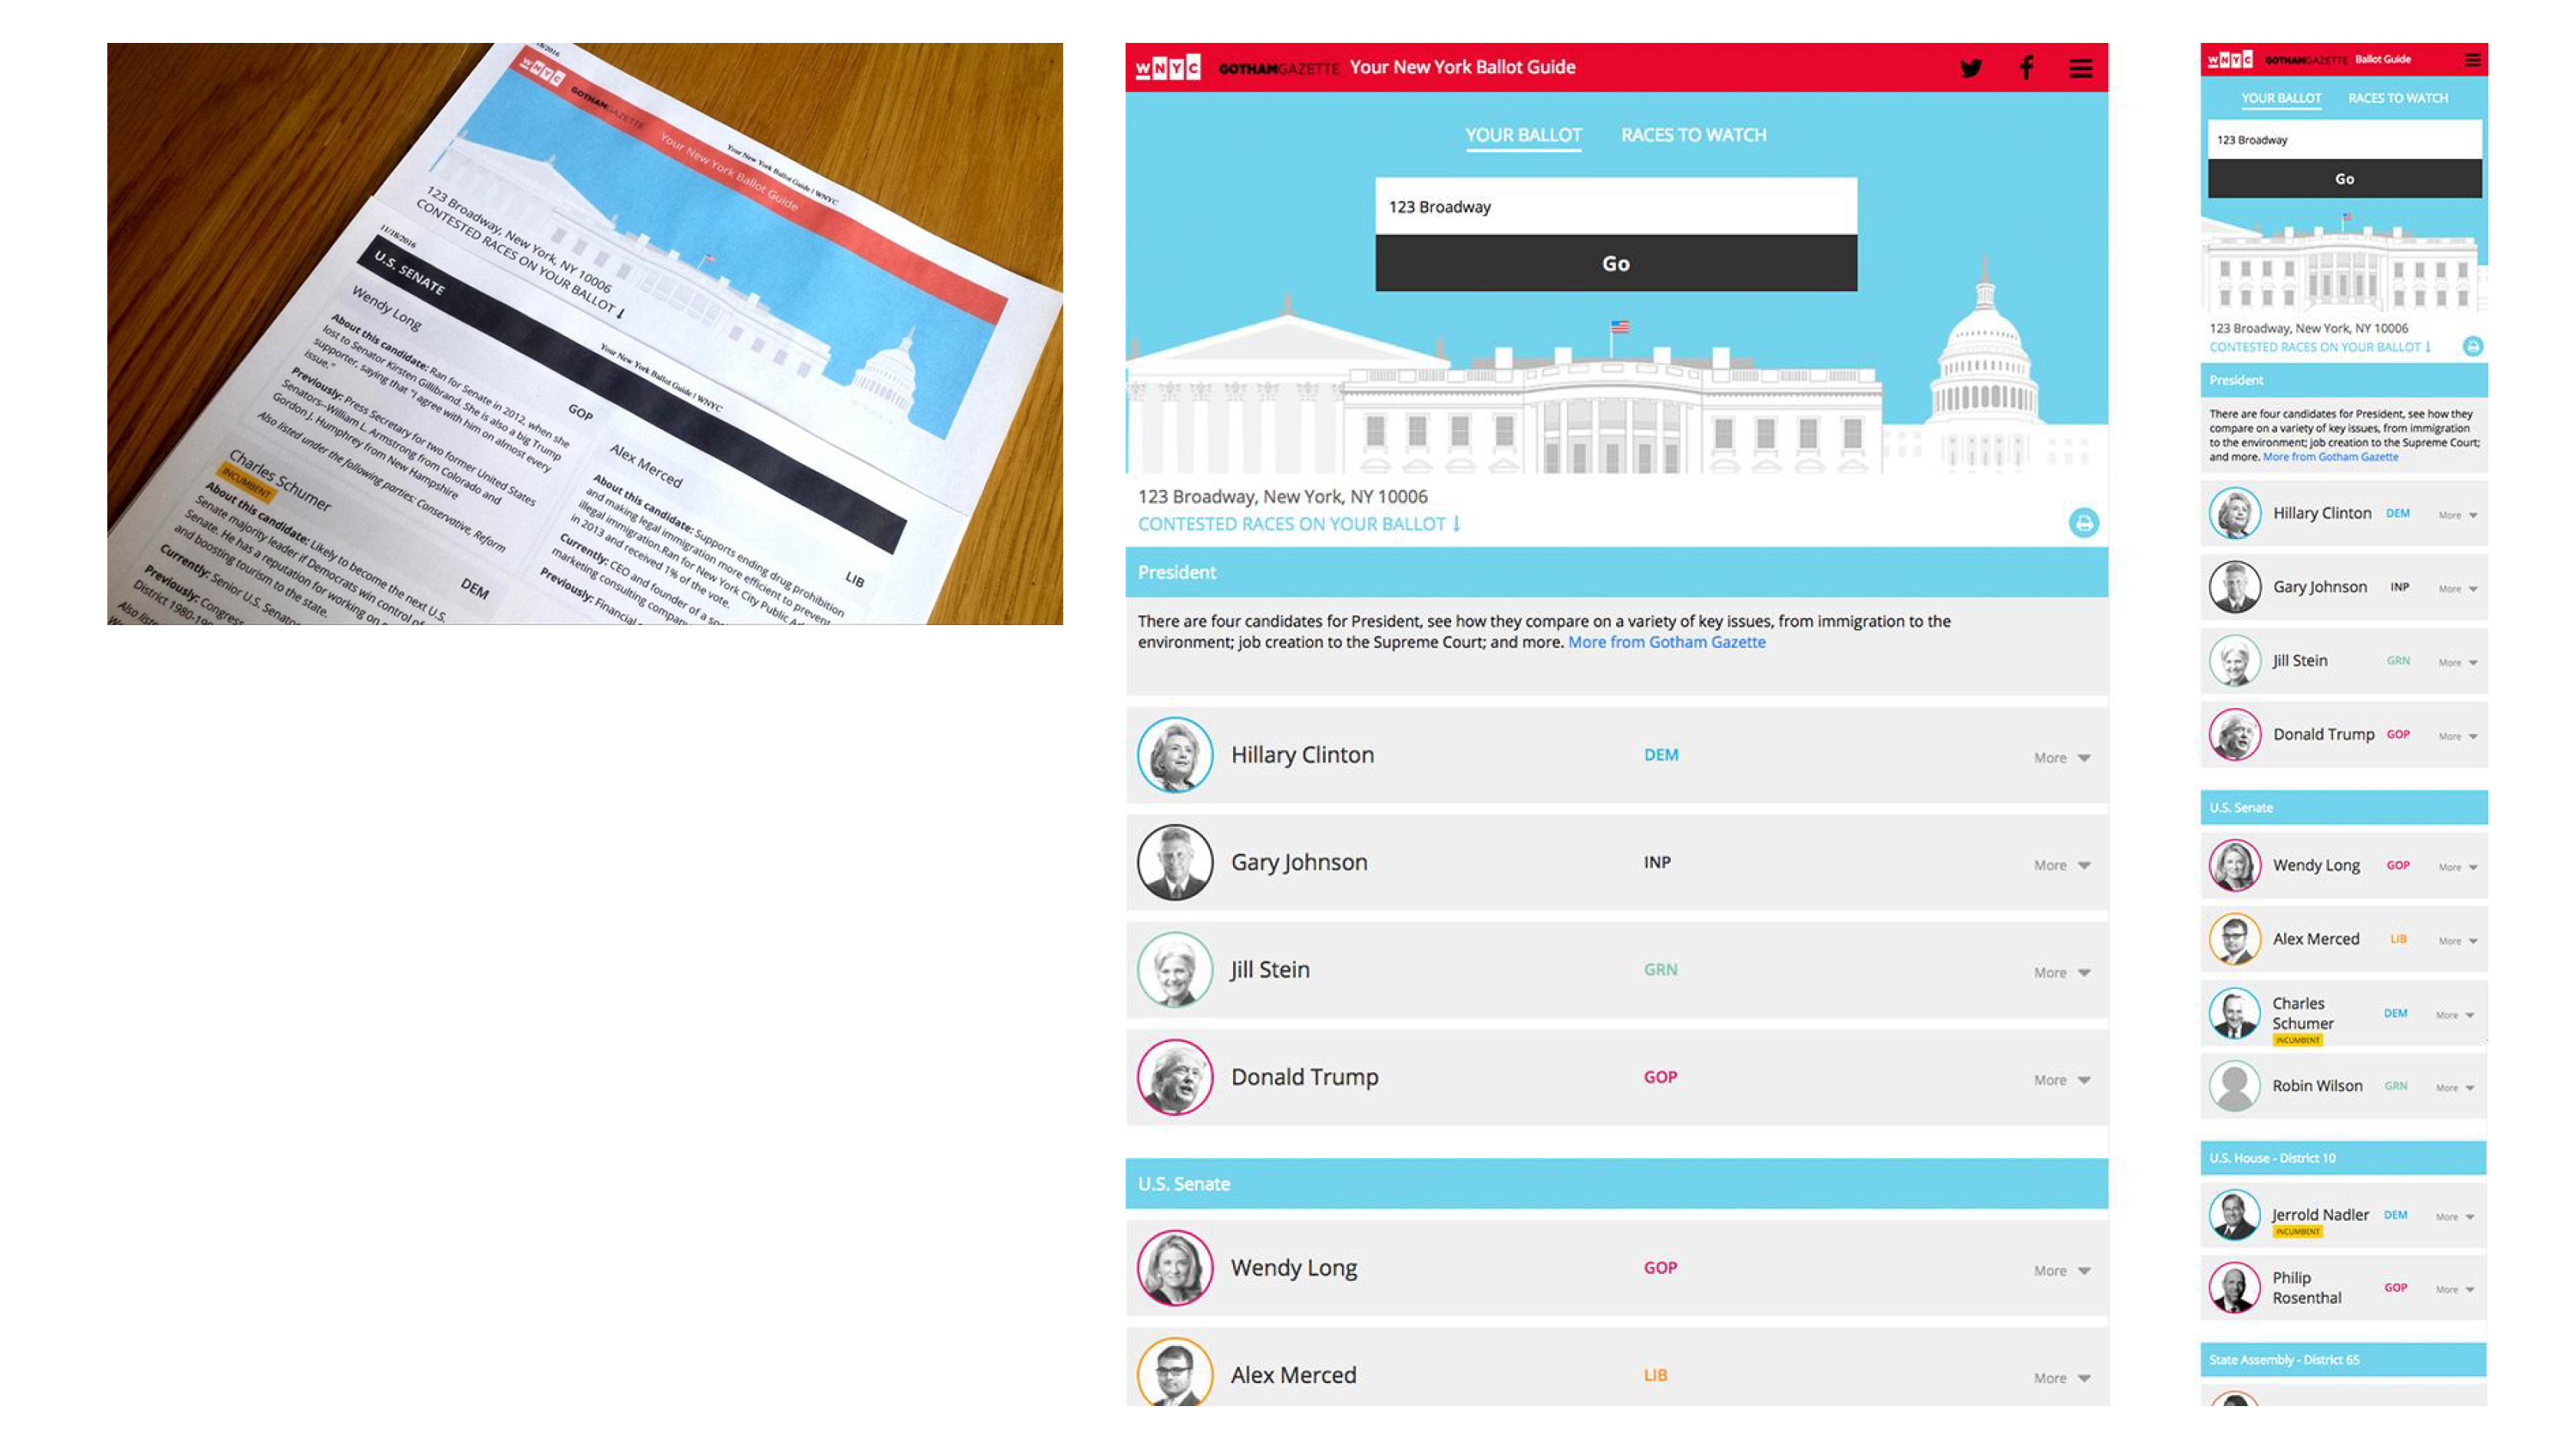 18/2016
WNYC
GOTHAMGAZETTE
Your New York Ballot Guide
Your New York Ballot Guide | WNYC
123 Broadway, New York, NY 10006
CONTESTED RACES ON YOUR BALLOT
11/18/2016
Your New York Ballot Guide | WNYC
U.S. SENATE
Wendy Long
GOP
About this candidate: Ran for Senate in 2012, when she
lost to Senator Kirsten Gillibrand. She is also a big Trump
supporter, saying that "I agree with him on almost every
issue."
Previously: Press Secretary for two former United States
Senators--William L. Armstrong from Colorado and
Gordon J. Humphrey from New Hampshire
Also listed under the following parties: Conservative, Reform
Alex Merced
LIB
About this candidate: Supports ending drug prohibition
and making legal immigration more efficient to prevent
illegal immigration.Ran for New York City Public
in 2013 and received 1% of the vote.
Currently: CEO and founder of a
marketing consulting
Previously: Financial
Charles Schumer
INCUMBENT
DEM
About this candidate: Likely to become the next U.S.
Senate majority leader if Democrats win control of
Senate. He has a reputation for working on
and boosting tourism to the state.
Currently: Senior U.S.
Previously:
District
WNYC GOTHAMGAZETTE Your New York Ballot Guide
YOUR BALLOT RACES TO WATCH
123 Broadway
Go
123 Broadway, New York, NY 10006
CONTESTED RACES ON YOUR BALLOT
President
There are four candidates for President, see how they compare on a variety of key issues, from immigration to the
environment; job creation to the Supreme Court; and more. More from Gotham Gazette
Hillary Clinton DEM More
Gary Johnson INP More
Jill Stein GRN More
Donald Trump GOP More
U.S. Senate
Wendy Long GOP More
Alex Merced LIB More
WNYC GOTHAMGAZETTE Ballot Guide
YOUR BALLOT RACES TO WATCH
123 Broadway
Go
123 Broadway, New York, NY 10006
CONTESTED RACES ON YOUR BALLOT
President
There are four candidates for President, see how they
compare on a variety of key issues, from immigration
to the environment; job creation to the Supreme Court;
and more. More from Gotham Gazette
Hillary Clinton DEM More
Gary Johnson INP More
Jill Stein GRN More
Donald Trump GOP More
U.S. Senate
Wendy Long GOP More
Alex Merced LIB More
Charles
Schumer DEM More
INCUMBENT
Robin Wilson GRN More
U.S. House - District 10
Jerrold Nadler DEM More
INCUMBENT
Philip
Rosenthal GOP More
State Assembly - District 65